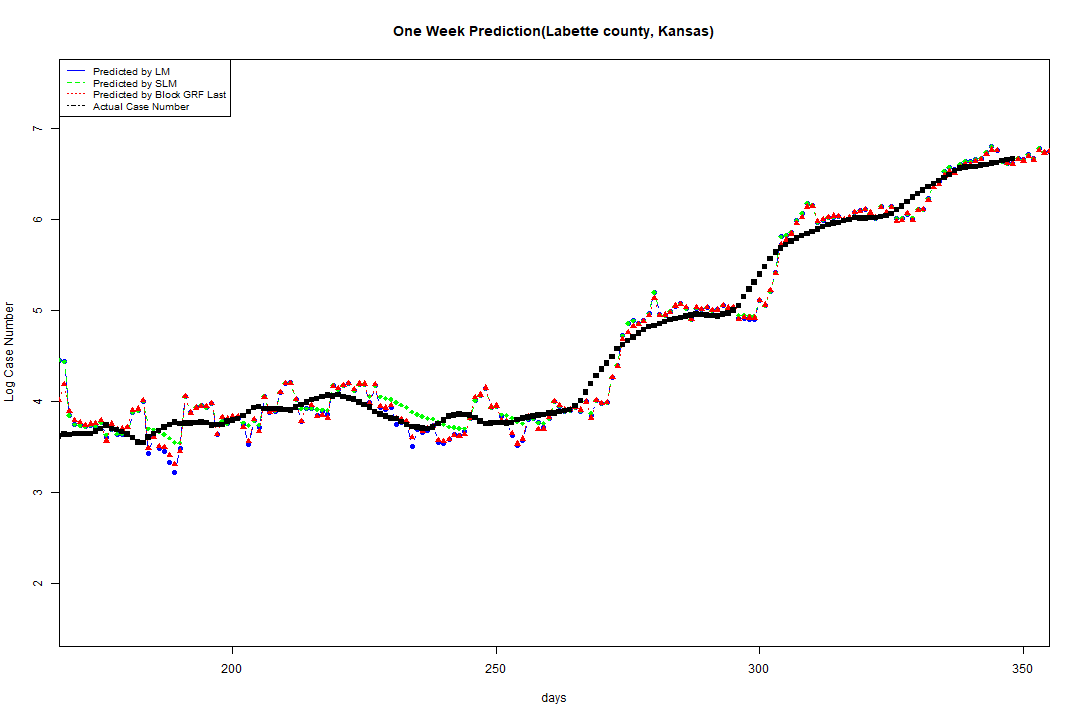 One Week Prediction(Labette county, Kansas)
Predicted by LM
Predicted by SLM
Predicted by Block GRF Last
Actual Case Number
Log Case Number
7
6
5
4
3
2
200 250 300 350
days